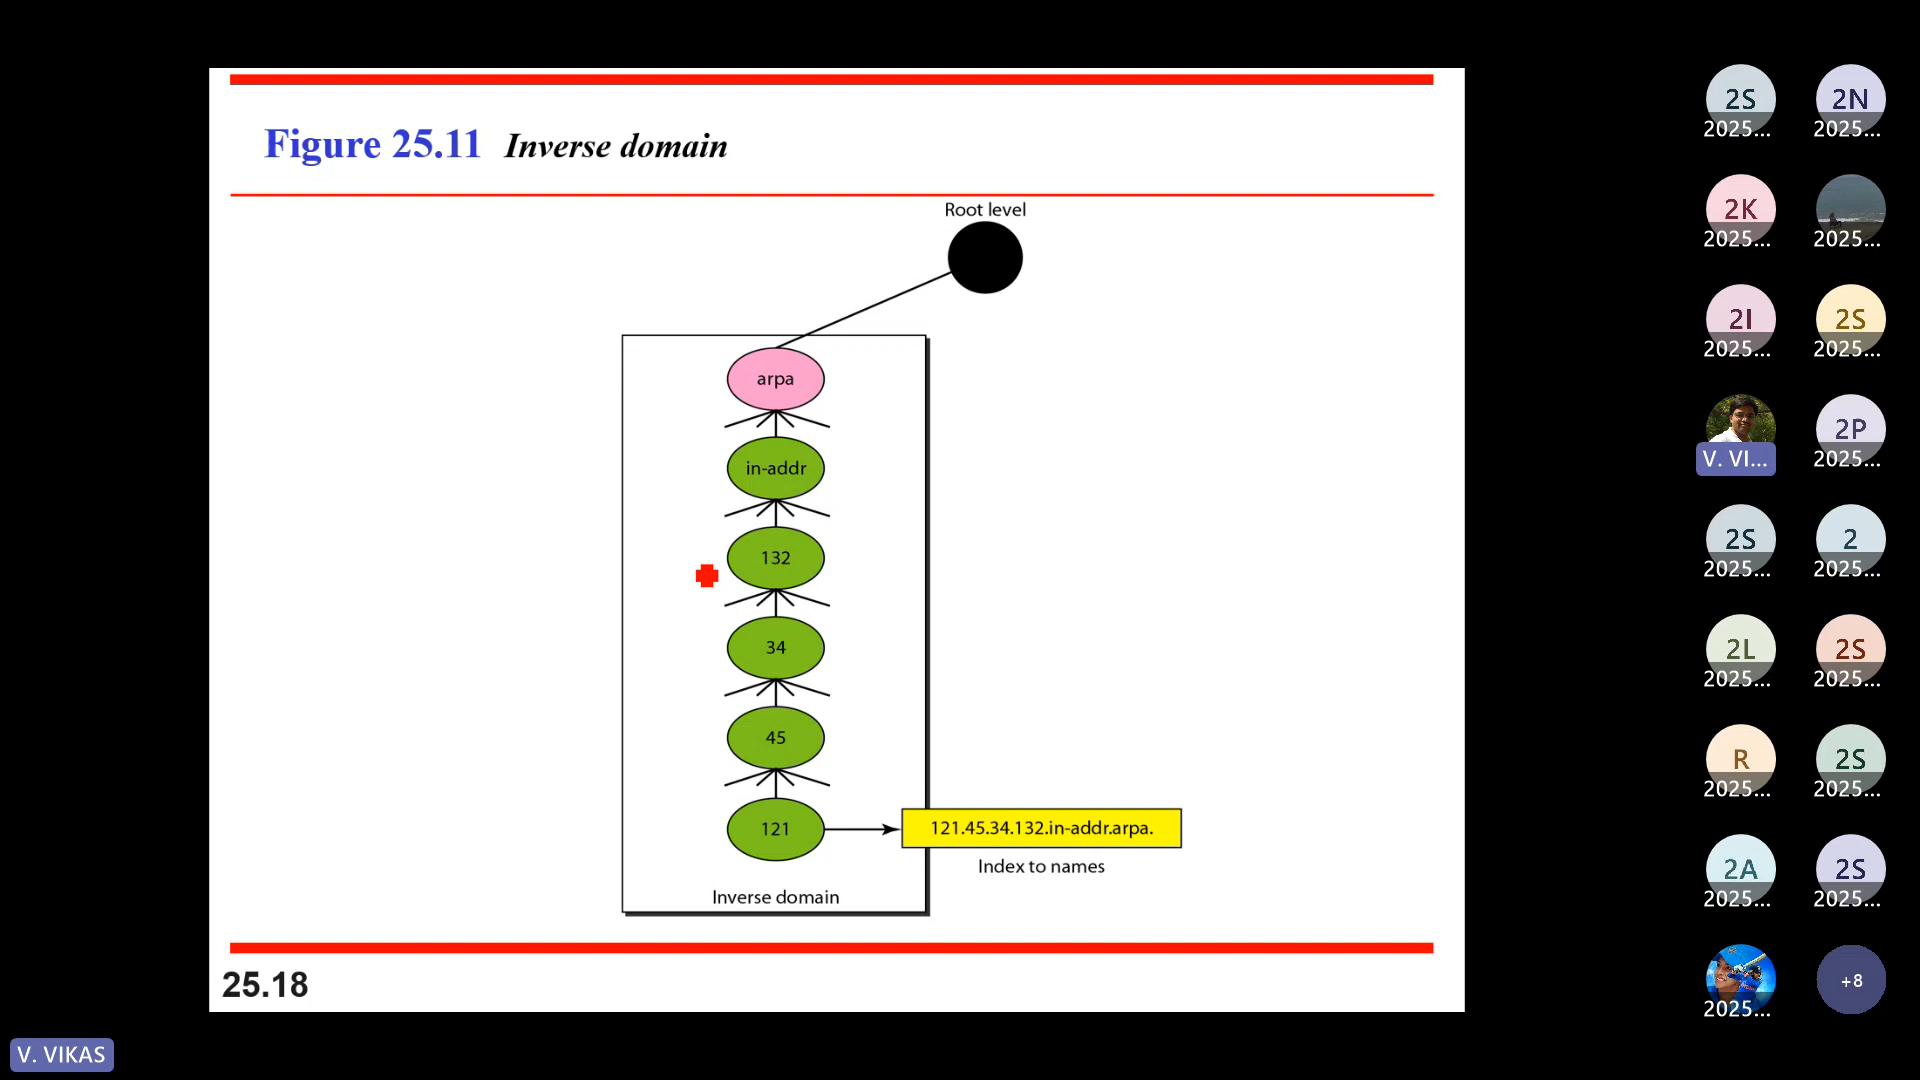 Figure 25.11 Inverse domain
Root level
arpa
in-addr
132
34
45
121
121.45.34.132.in-addr.arpa.
Index to names
Inverse domain
25.18
V. VIKAS
2S
2025...
2N
2025...
2K
2025...
2025...
2I
2025...
2S
2025...
V. VI...
2P
2025...
2S
2025...
2
2025...
2L
2025...
2S
2025...
R
2025...
2S
2025...
2A
2025...
2S
2025...
2025...
+8